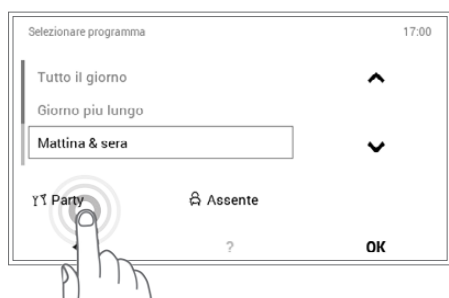 Selezionare programma 17:00
Tutto il giorno
Giorno piu lungo
Mattina & sera
Party Assente
? OK